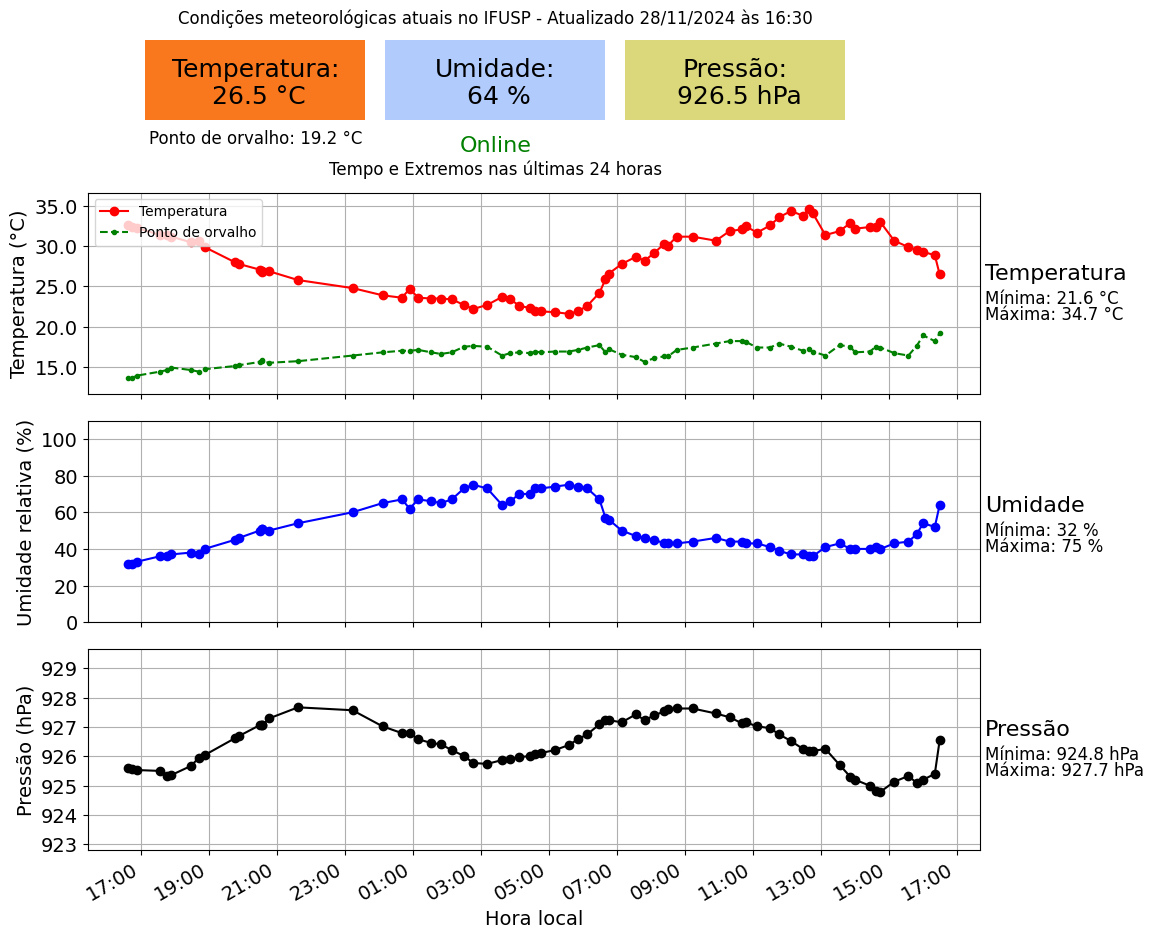 Condições meteorológicas atuais no IFUSP - Atualizado 28/11/2024 às 16:30
Temperatura:
26.5 °C
Umidade:
64 %
Pressão:
926.5 hPa
Ponto de orvalho: 19.2 °C
Online
Tempo e Extremos nas últimas 24 horas
Temperatura (°C)
35.0
30.0
25.0
20.0
15.0
Temperatura
Ponto de orvalho
Temperatura
Mínima: 21.6 °C
Máxima: 34.7 °C
Umidade relativa (%)
100
80
60
40
20
0
Umidade
Mínima: 32 %
Máxima: 75 %
Pressão (hPa)
929
928
927
926
925
924
923
Pressão
Mínima: 924.8 hPa
Máxima: 927.7 hPa
17:00 19:00 21:00 23:00 01:00 03:00 05:00 07:00 09:00 11:00 13:00 15:00 17:00
Hora local